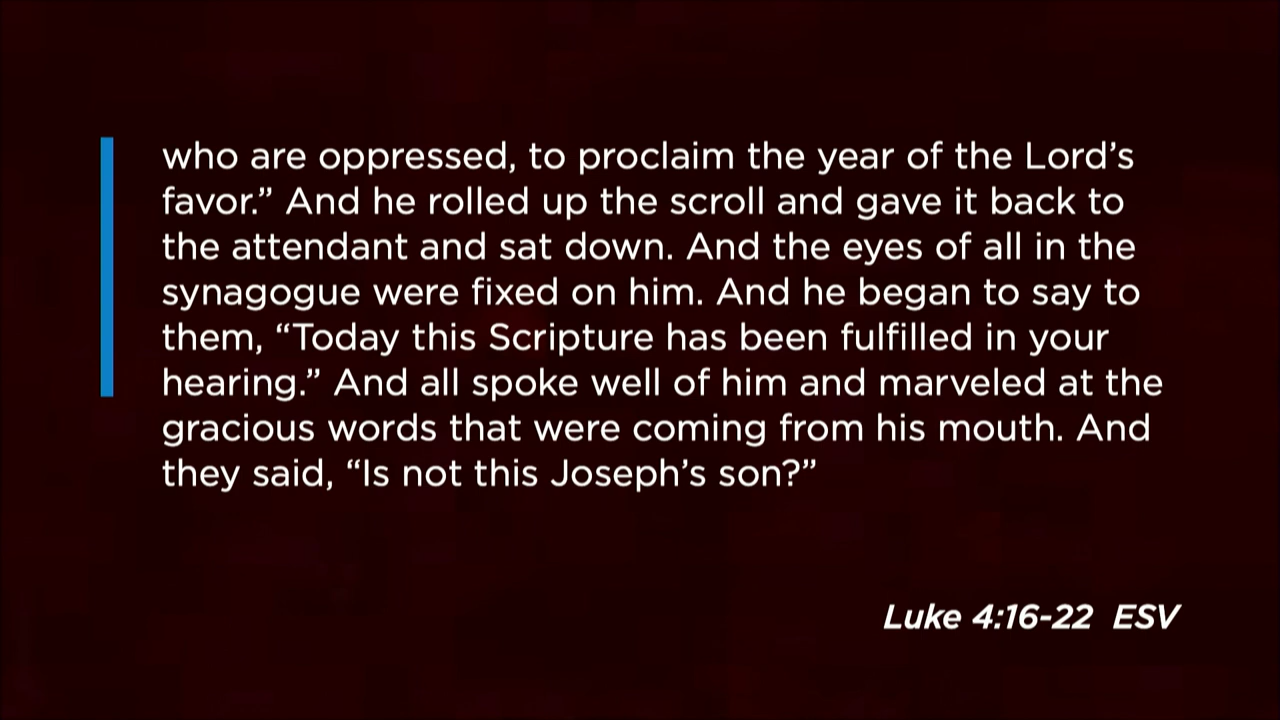 who are oppressed, to proclaim the year of the Lord’s
favor.” And he rolled up the scroll and gave it back to
the attendant and sat down. And the eyes of all in the
synagogue were fixed on him. And he began to say to
them, “Today this Scripture has been fulfilled in your
hearing.” And all spoke well of him and marveled at the
gracious words that were coming from his mouth. And
they said, “Is not this Joseph’s son?”
Luke 4:16-22 ESV